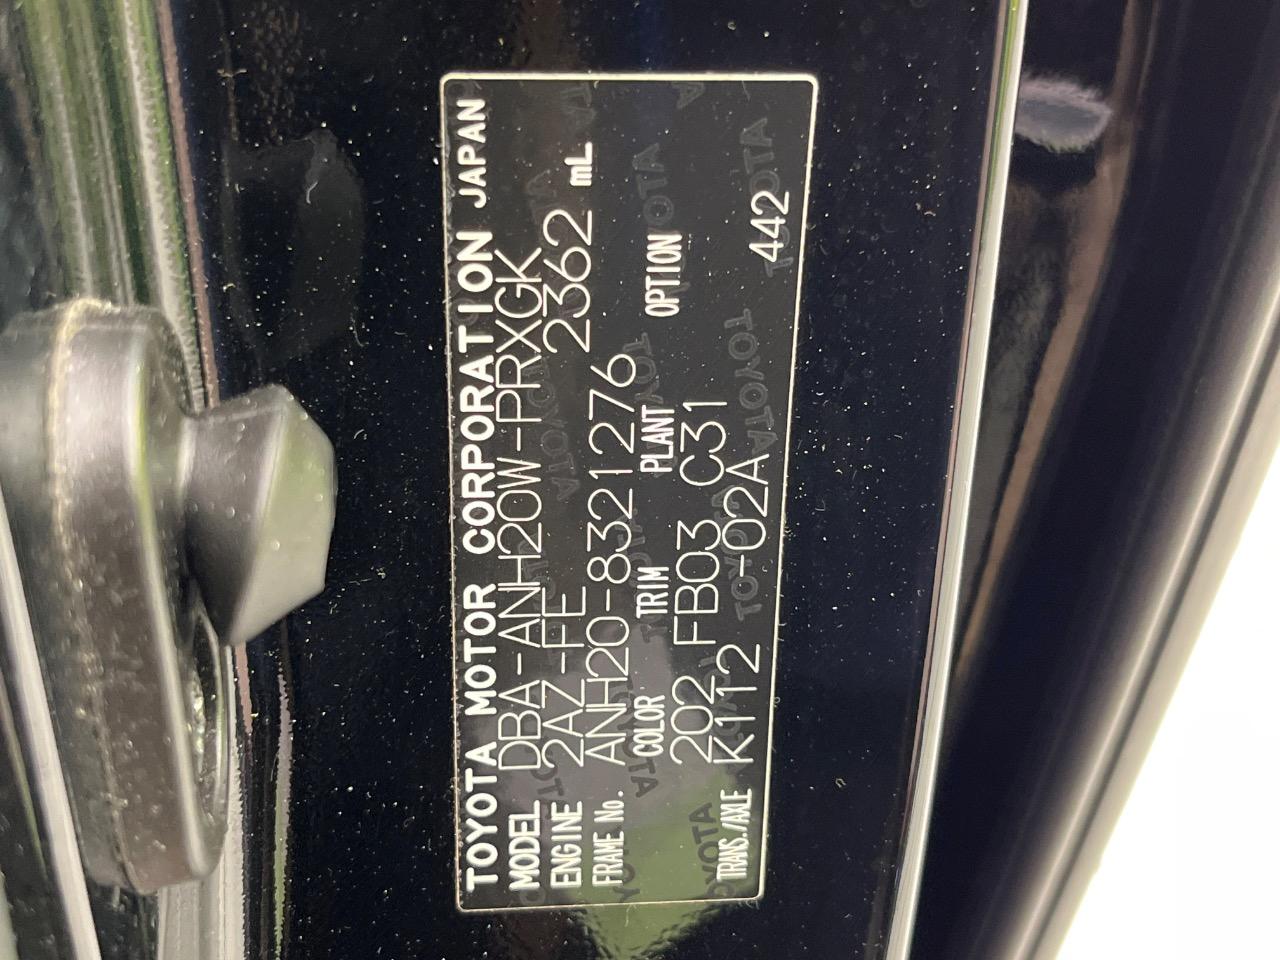 TOYOTA MOTOR CORPORATION JAPAN
MODEL DBA-ANH20W-PRXGK
ENGINE 2AZ-FE 2362 mL
FRAME No. ANH20-8321276
COLOR TRIM PLANT OPTION
202 FB03 C31
TRANS./AXLE K112 -02A 442